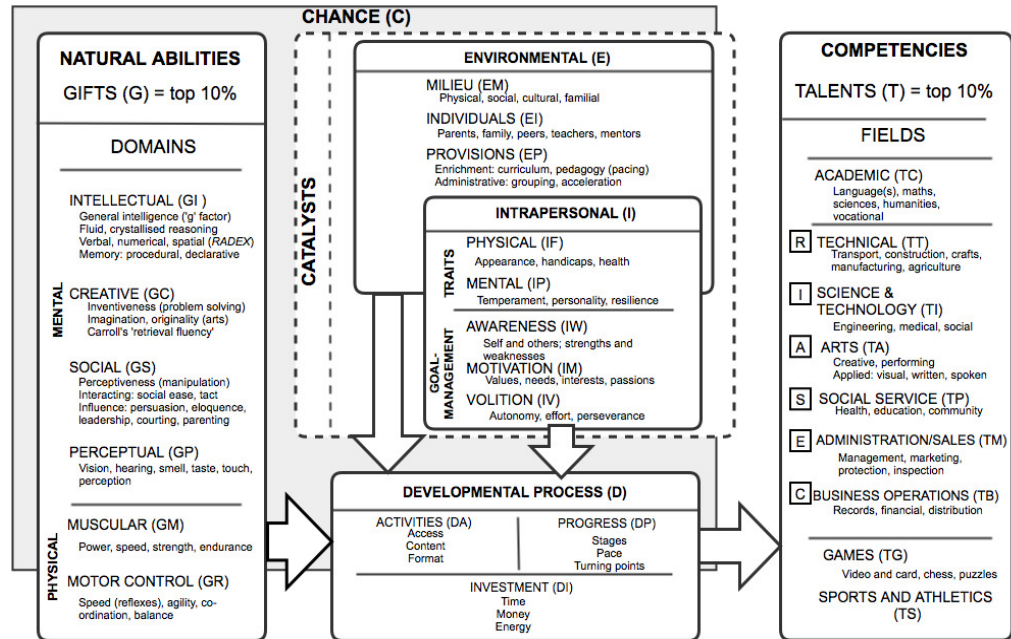 CHANCE (C)
NATURAL ABILITIES
GIFTS (G) = top 10%
DOMAINS
MENTAL
INTELLECTUAL (GI )
General intelligence ('g' factor)
Fluid, crystallised reasoning
Verbal, numerical, spatial (RADEX)
Memory: procedural, declarative
CREATIVE (GC)
Inventiveness (problem solving)
Imagination, originality (arts)
Carroll's 'retrieval fluency'
SOCIAL (GS)
Perceptiveness (manipulation)
Interacting: social ease, tact
Influence: persuasion, eloquence,
leadership, courting, parenting
PERCEPTUAL (GP)
Vision, hearing, smell, taste, touch,
perception
PHYSICAL
MUSCULAR (GM)
Power, speed, strength, endurance
MOTOR CONTROL (GR)
Speed (reflexes), agility, co-
ordination, balance
CATALYSTS
ENVIRONMENTAL (E)
MILIEU (EM)
Physical, social, cultural, familial
INDIVIDUALS (EI)
Parents, family, peers, teachers, mentors
PROVISIONS (EP)
Enrichment: curriculum, pedagogy (pacing)
Administrative: grouping, acceleration
INTRAPERSONAL (I)
TRAITS
PHYSICAL (IF)
Appearance, handicaps, health
MENTAL (IP)
Temperament, personality, resilience
GOAL-
MANAGEMENT
AWARENESS (IW)
Self and others; strengths and
weaknesses
MOTIVATION (IM)
Values, needs, interests, passions
VOLITION (IV)
Autonomy, effort, perseverance
DEVELOPMENTAL PROCESS (D)
ACTIVITIES (DA)
Access
Content
Format
PROGRESS (DP)
Stages
Pace
Turning points
INVESTMENT (DI)
Time
Money
Energy
COMPETENCIES
TALENTS (T) = top 10%
FIELDS
ACADEMIC (TC)
Language(s), maths,
sciences, humanities,
vocational
R TECHNICAL (TT)
Transport, construction, crafts,
manufacturing, agriculture
I SCIENCE &
TECHNOLOGY (TI)
Engineering, medical, social
A ARTS (TA)
Creative, performing
Applied: visual, written, spoken
S SOCIAL SERVICE (TP)
Health, education, community
E ADMINISTRATION/SALES (TM)
Management, marketing,
protection, inspection
C BUSINESS OPERATIONS (TB)
Records, financial, distribution
GAMES (TG)
Video and card, chess, puzzles
SPORTS AND ATHLETICS
(TS)